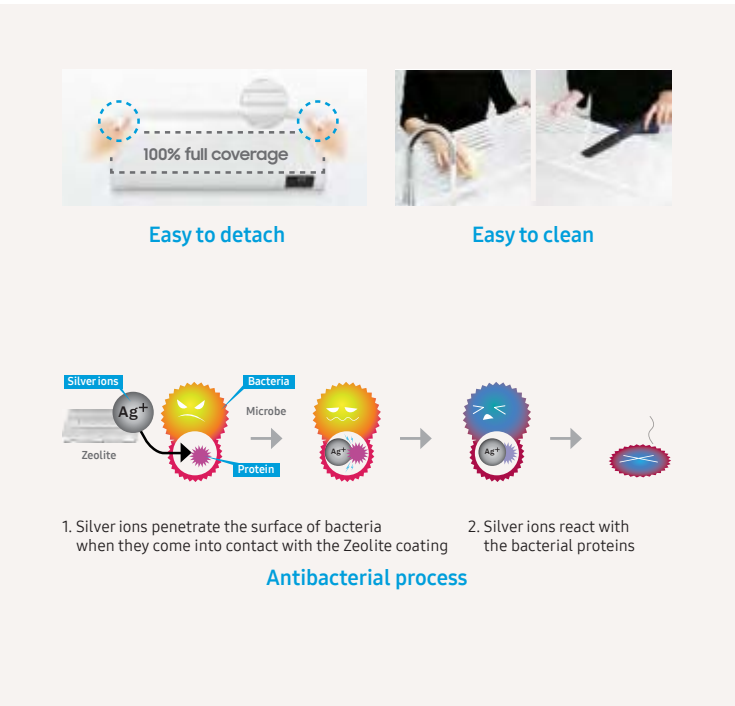 100% full coverage
Easy to detach
Easy to clean
Silver ions
Ag+
Bacteria
Microbe
Zeolite
Protein
Ag+
Ag+
1. Silver ions penetrate the surface of bacteria
when they come into contact with the Zeolite coating
2. Silver ions react with
the bacterial proteins
Antibacterial process